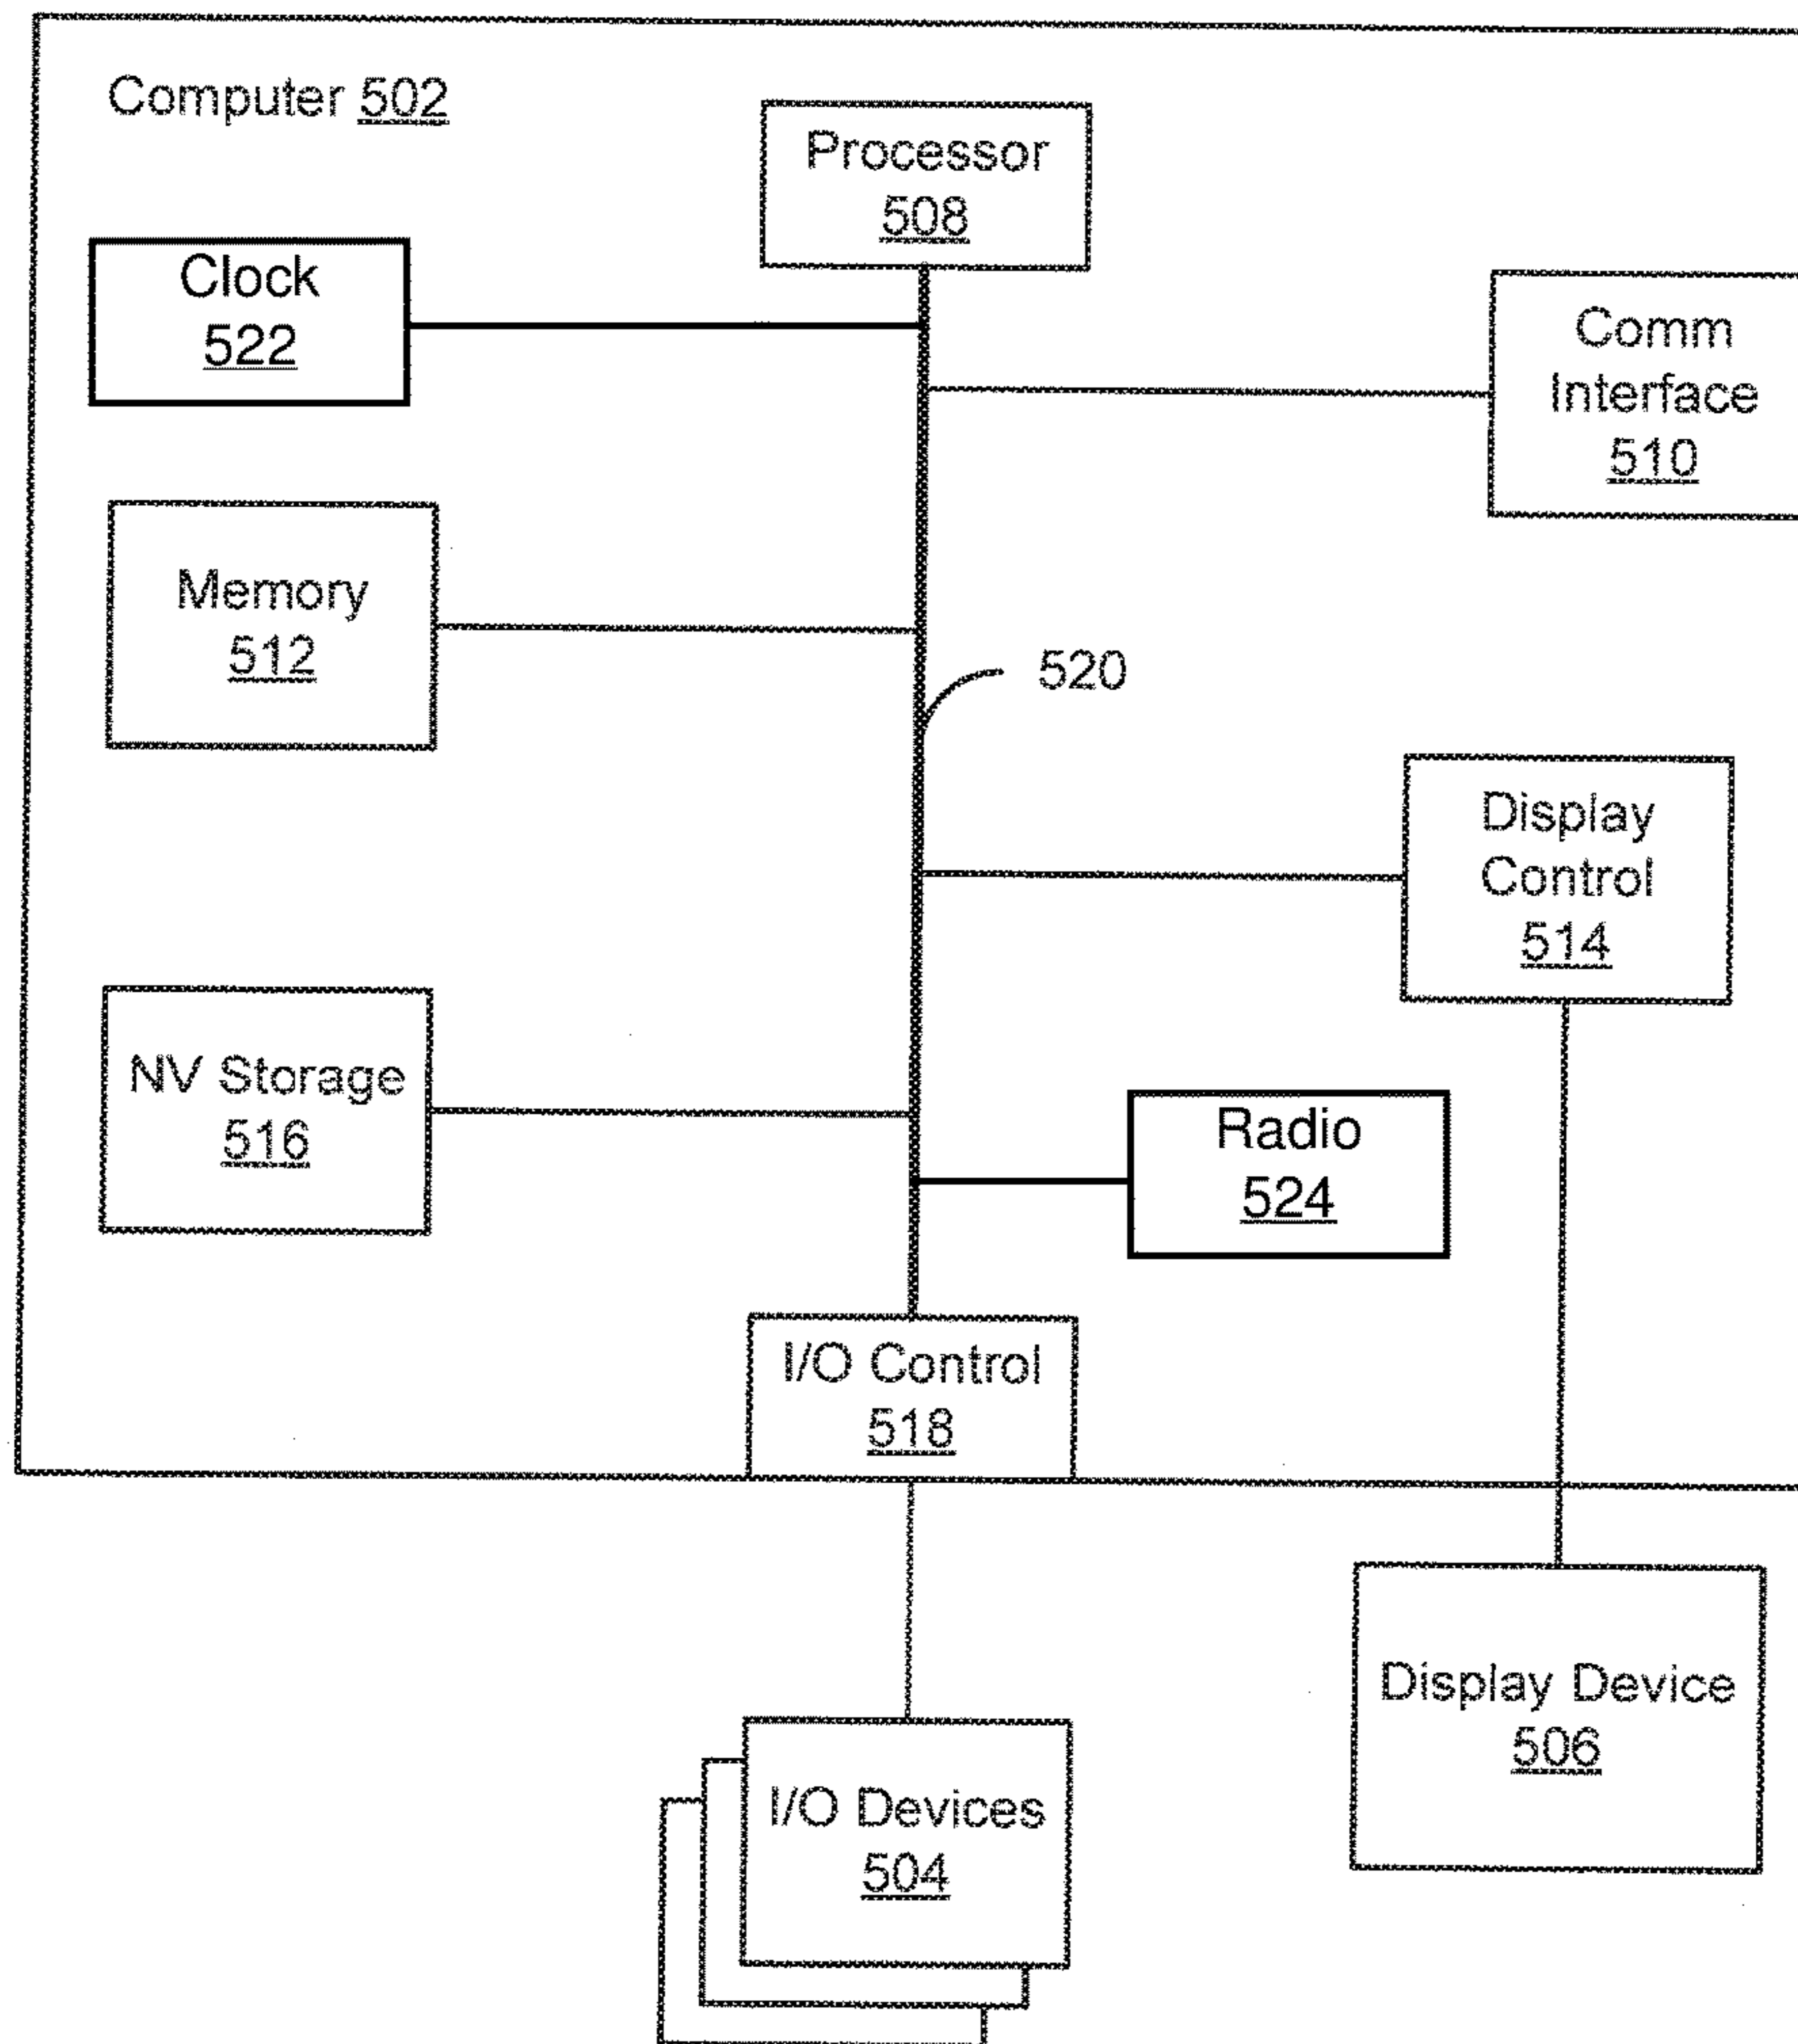 Computer 502
Processor
508
Clock
522
Comm
Interface
510
Memory
512
520
Display
Control
514
NV Storage
516
Radio
524
I/O Control
518
Display Device
506
I/O Devices
504